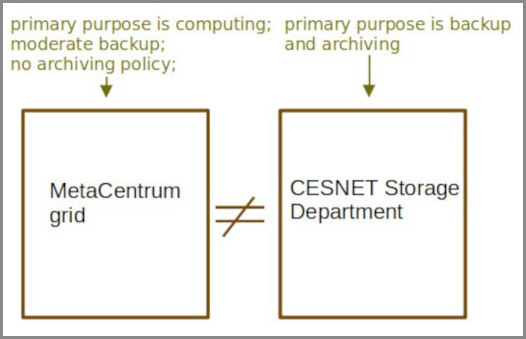 primary purpose is computing;
moderate backup;
no archiving policy;
primary purpose is backup
and archiving
MetaCentrum
grid
≠
CESNET Storage
Department